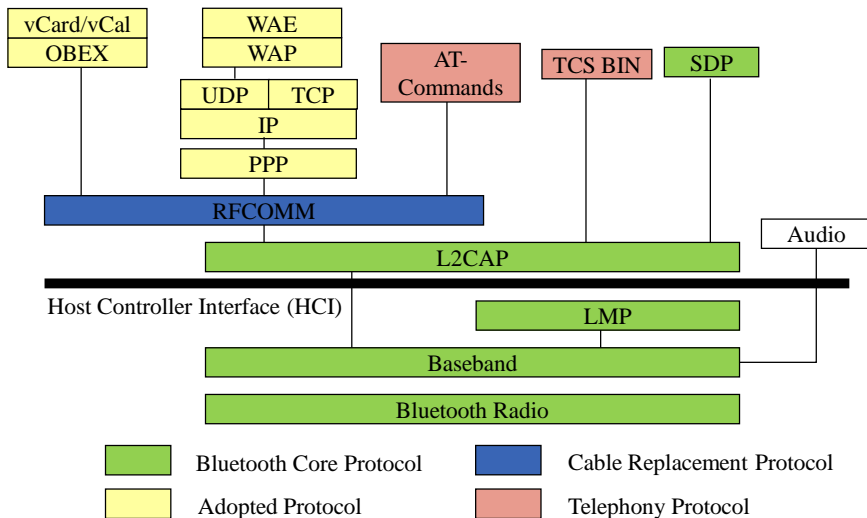 vCard/vCal
OBEX
WAE
WAP
UDP
TCP
IP
PPP
AT-
Commands
TCS BIN
SDP
RFCOMM
Audio
L2CAP
Host Controller Interface (HCI)
LMP
Baseband
Bluetooth Radio
Bluetooth Core Protocol
Cable Replacement Protocol
Adopted Protocol
Telephony Protocol